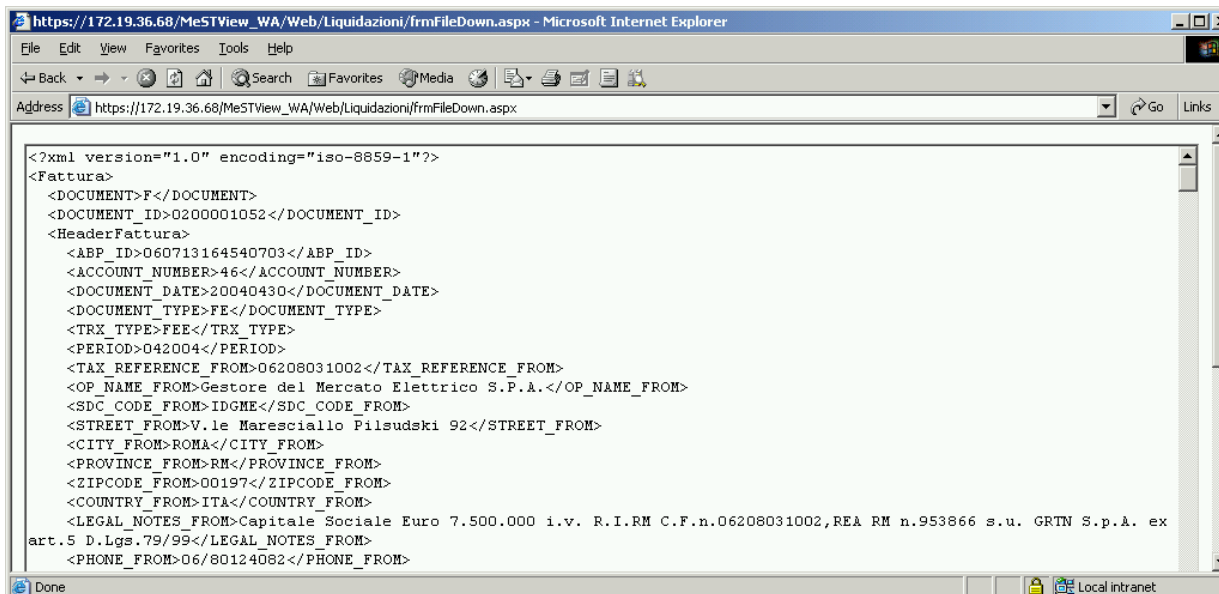 https://172.19.36.68/MeSTView_WA/Web/Liquidazioni/frmFileDown.aspx - Microsoft Internet Explorer
File Edit View Favorites Tools Help
Back Search Favorites Media
Address https://172.19.36.68/MeSTView_WA/Web/Liquidazioni/frmFileDown.aspx Go Links
<?xml version="1.0" encoding="iso-8859-1"?>
<Fattura>
<DOCUMENT>F</DOCUMENT>
<DOCUMENT_ID>0200001052</DOCUMENT_ID>
<HeaderFattura>
<ABP_ID>060713164540703</ABP_ID>
<ACCOUNT_NUMBER>46</ACCOUNT_NUMBER>
<DOCUMENT_DATE>20040430</DOCUMENT_DATE>
<DOCUMENT_TYPE>FE</DOCUMENT_TYPE>
<TRX_TYPE>FEE</TRX_TYPE>
<PERIOD>042004</PERIOD>
<TAX_REFERENCE_FROM>06208031002</TAX_REFERENCE_FROM>
<OP_NAME_FROM>Gestore del Mercato Elettrico S.P.A.</OP_NAME_FROM>
<SDC_CODE_FROM>IDGME</SDC_CODE_FROM>
<STREET_FROM>V.le Maresciallo Pilsudski 92</STREET_FROM>
<CITY_FROM>ROMA</CITY_FROM>
<PROVINCE_FROM>RM</PROVINCE_FROM>
<ZIPCODE_FROM>00197</ZIPCODE_FROM>
<COUNTRY_FROM>ITA</COUNTRY_FROM>
<LEGAL_NOTES_FROM>Capitale Sociale Euro 7.500.000 i.v. R.I.RM C.F.n.06208031002,REA RM n.953866 s.u. GRTN S.p.A. ex
art.5 D.Lgs.79/99</LEGAL_NOTES_FROM>
<PHONE_FROM>06/80124082</PHONE_FROM>
Done Local intranet